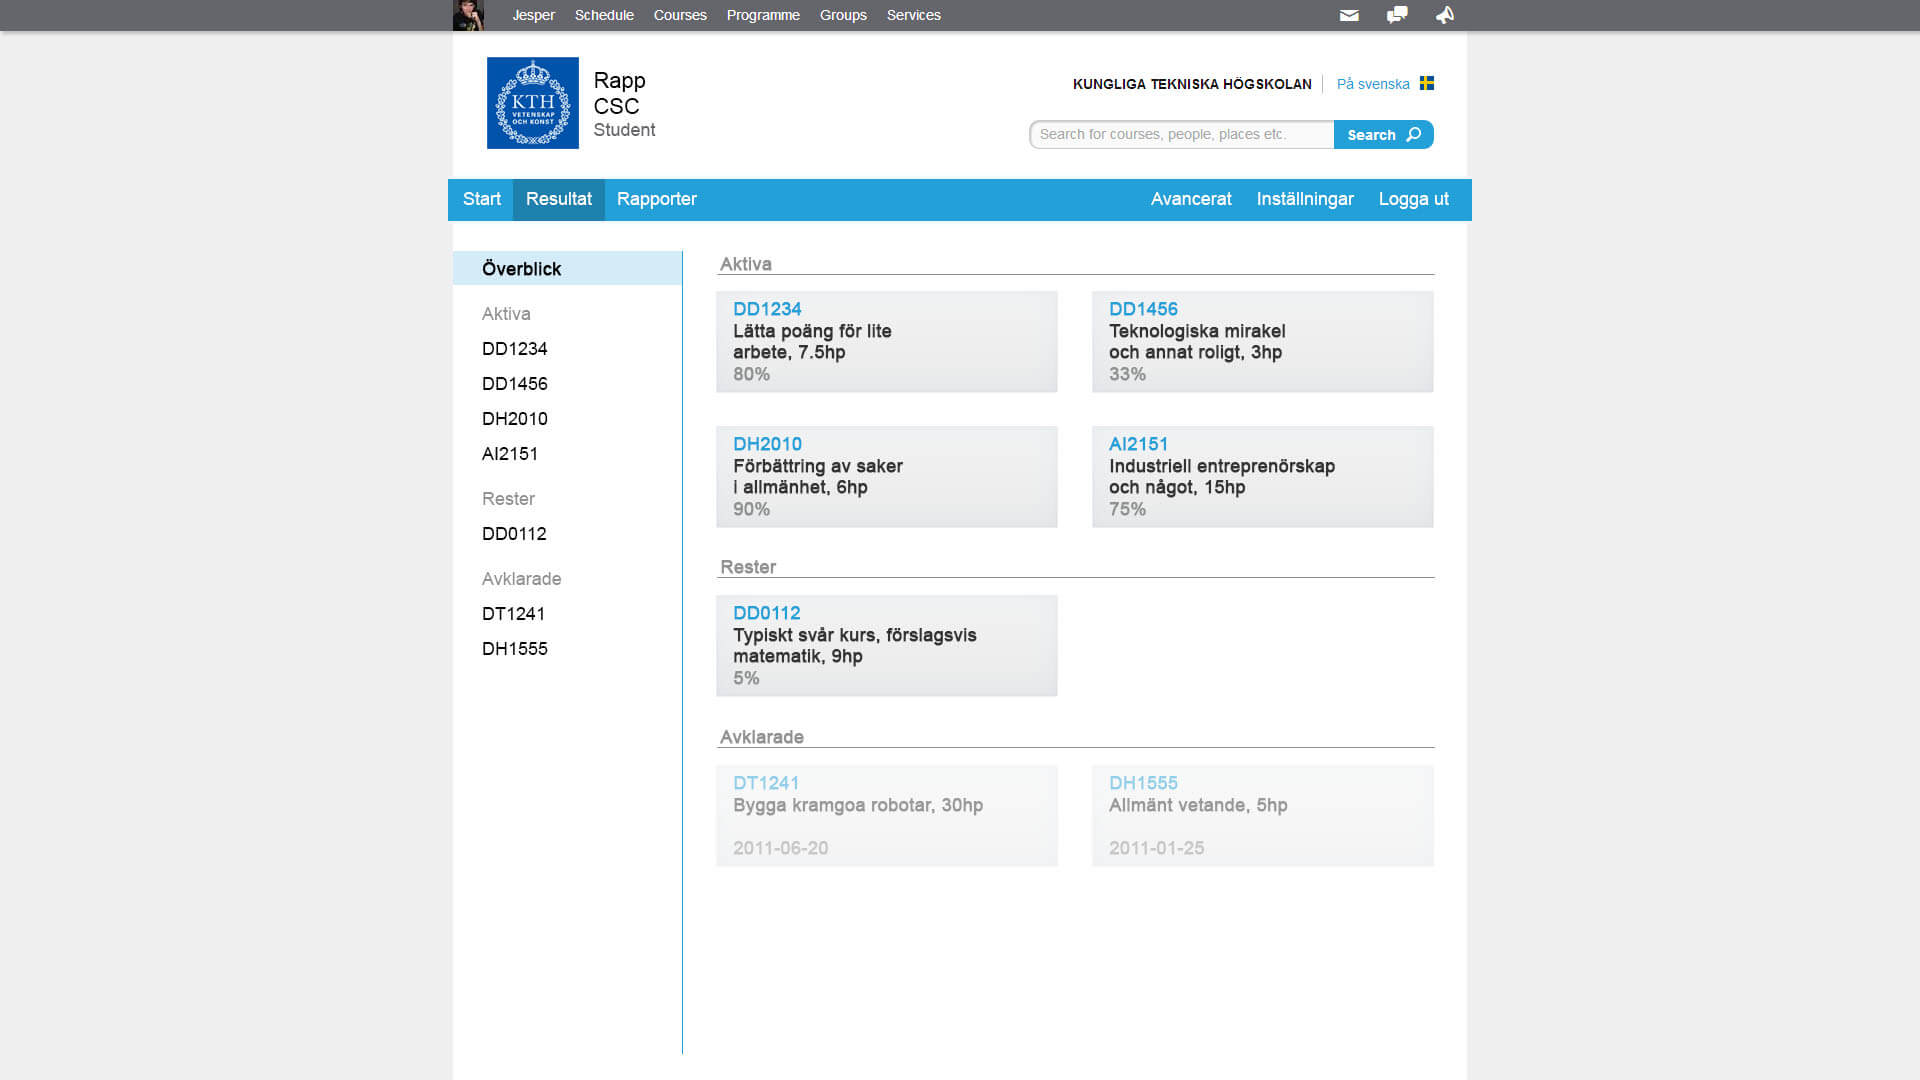 Jesper Schedule Courses Programme Groups Services
KTH
VETENSKAP
OCH KONST
Rapp
CSC
Student
KUNGLIGA TEKNISKA HÖGSKOLAN På svenska
Search for courses, people, places etc. Search
Start Resultat Rapporter Avancerat Inställningar Logga ut
Överblick
Aktiva
DD1234
DD1456
DH2010
AI2151
Rester
DD0112
Avklarade
DT1241
DH1555
Aktiva
DD1234
Lätta poäng för lite
arbete, 7.5hp
80%
DD1456
Teknologiska mirakel
och annat roligt, 3hp
33%
DH2010
Förbättring av saker
i allmänhet, 6hp
90%
AI2151
Industriell entreprenörskap
och något, 15hp
75%
Rester
DD0112
Typiskt svår kurs, förslagsvis
matematik, 9hp
5%
Avklarade
DT1241
Bygga kramgoa robotar, 30hp
2011-06-20
DH1555
Allmänt vetande, 5hp
2011-01-25